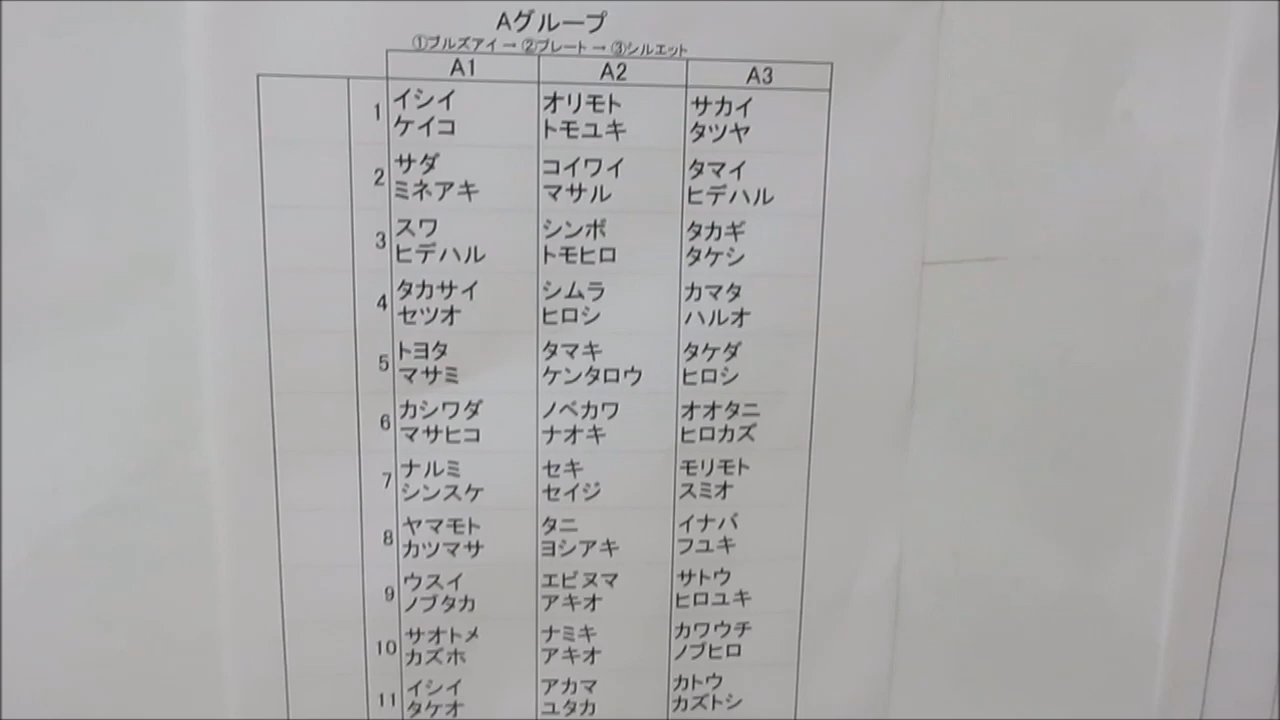 Aグループ
①ブルズアイ→②プレート→③シルエット
A1 A2 A3
1 イシイ オリモト サカイ
ケイコ トモユキ タツヤ
2 サダ コイワイ タマイ
ミネアキ マサル ヒデハル
3 スワ シンボ タカギ
ヒデハル トモヒロ タケシ
4 タカサイ シムラ カマタ
セツオ ヒロシ ハルオ
5 トヨタ タマキ タケダ
マサミ ケンタロウ ヒロシ
6 カシワダ ノベカワ オオタニ
マサヒコ ナオキ ヒロカズ
7 ナルミ セキ モリモト
シンスケ セイジ スミオ
8 ヤマモト タニ イナバ
カツマサ ヨシアキ フユキ
9 ウスイ エビヌマ サトウ
ノブタカ アキオ ヒロユキ
10 サオトメ ナミキ カワウチ
カズホ アキオ ノブヒロ
11 イシイ アカマ カトウ
タケオ ユタカ カズトシ